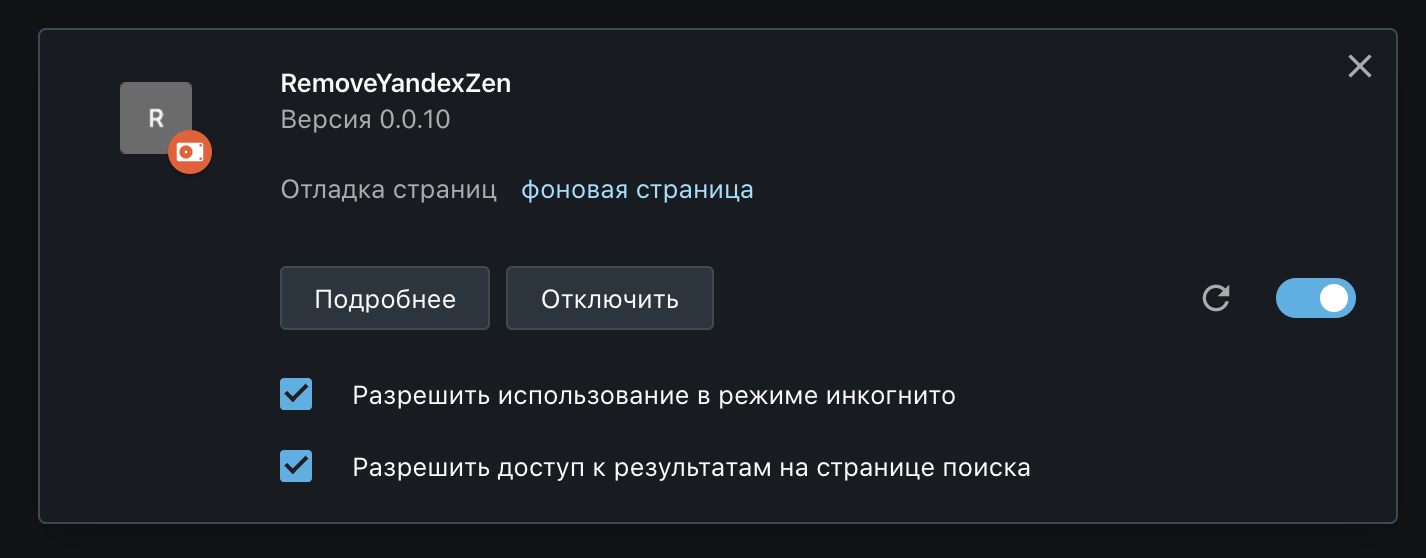 RemoveYandexZen
R
Версия 0.0.10
Отладка страниц фоновая страница
Подробнее Отключить
Разрешить использование в режиме инкогнито
Разрешить доступ к результатам на странице поиска